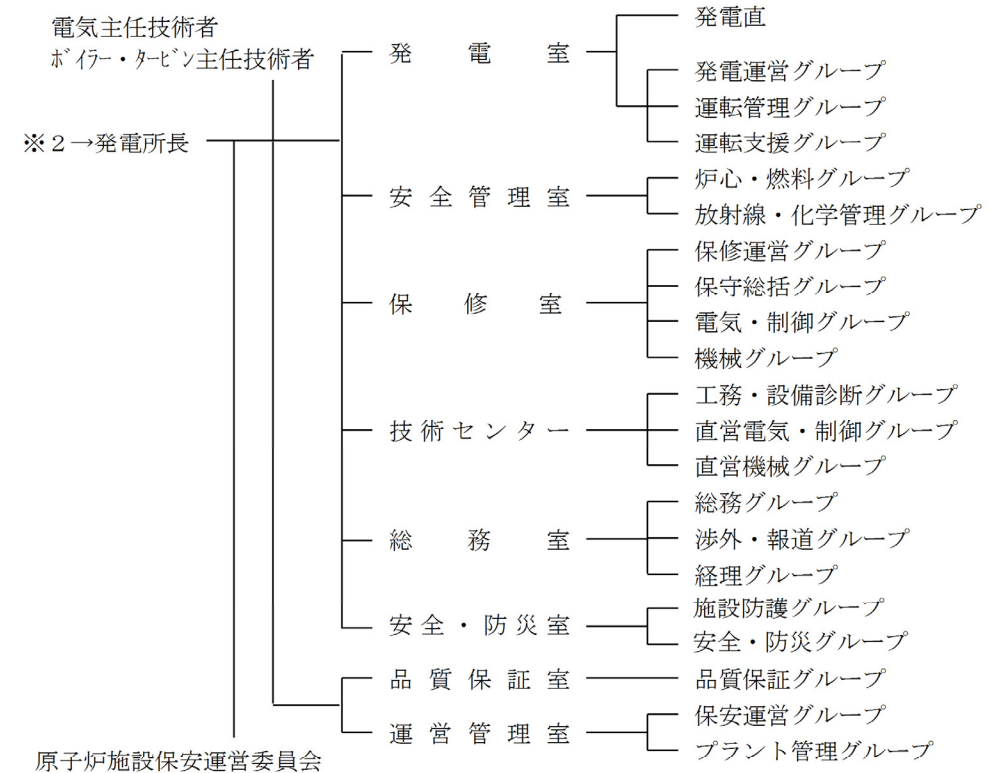 電気主任技術者
ﾎﾞｲﾗｰ・ﾀｰﾋﾞﾝ主任技術者
※2→発電所長
原子炉施設保安運営委員会
発電室
発電直
発電運営グループ
運転管理グループ
運転支援グループ
安全管理室
炉心・燃料グループ
放射線・化学管理グループ
保修室
保修運営グループ
保守総括グループ
電気・制御グループ
機械グループ
技術センター
工務・設備診断グループ
直営電気・制御グループ
直営機械グループ
総務室
総務グループ
渉外・報道グループ
経理グループ
安全・防災室
施設防護グループ
安全・防災グループ
品質保証室
品質保証グループ
運営管理室
保安運営グループ
プラント管理グループ